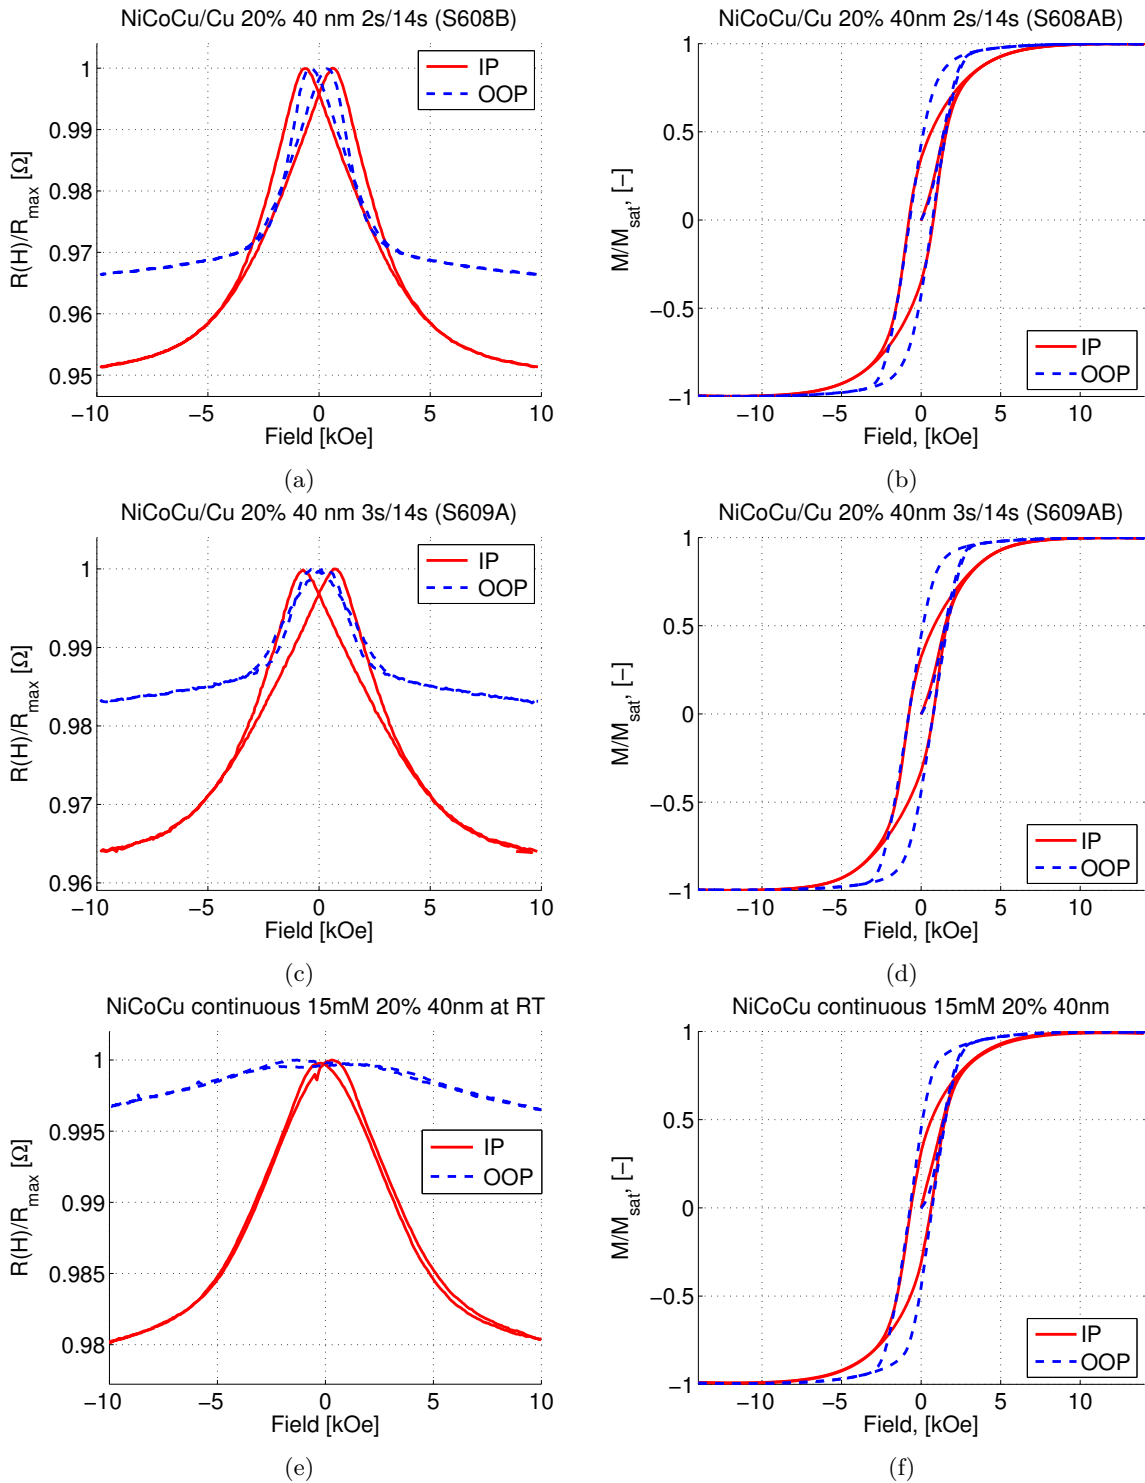 NiCoCu/Cu 20% 40 nm 2s/14s (S608B)
R(H)/R_max [Ω]
1
0.99
0.98
0.97
0.96
0.95
−10 −5 0 5 10
Field [kOe]
IP
OOP
(a)
NiCoCu/Cu 20% 40nm 2s/14s (S608AB)
M/M_sat, [−]
1
0.5
0
−0.5
−1
−10 −5 0 5 10
Field, [kOe]
IP
OOP
(b)
NiCoCu/Cu 20% 40 nm 3s/14s (S609A)
R(H)/R_max [Ω]
1
0.99
0.98
0.97
0.96
−10 −5 0 5 10
Field [kOe]
IP
OOP
(c)
NiCoCu/Cu 20% 40nm 3s/14s (S609AB)
M/M_sat, [−]
1
0.5
0
−0.5
−1
−10 −5 0 5 10
Field, [kOe]
IP
OOP
(d)
NiCoCu continuous 15mM 20% 40nm at RT
R(H)/R_max [Ω]
1
0.995
0.99
0.985
0.98
−10 −5 0 5 10
Field [kOe]
IP
OOP
(e)
NiCoCu continuous 15mM 20% 40nm
M/M_sat, [−]
1
0.5
0
−0.5
−1
−10 −5 0 5 10
Field, [kOe]
IP
OOP
(f)